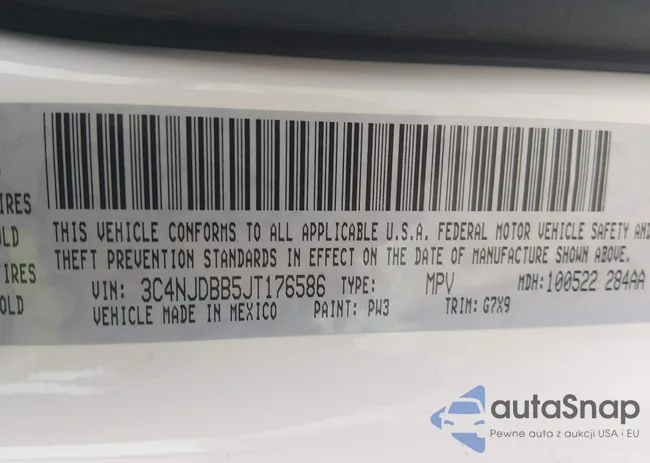 IRES
OLD
IRES
OLD
THIS VEHICLE CONFORMS TO ALL APPLICABLE U.S.A. FEDERAL MOTOR VEHICLE SAFETY AND
THEFT PREVENTION STANDARDS IN EFFECT ON THE DATE OF MANUFACTURE SHOWN ABOVE.
VIN: 3C4NJDBB5JT176586 TYPE: MPV MDH: 100522 284AA
VEHICLE MADE IN MEXICO PAINT: PW3 TRIM: G7X9
autaSnap
Pewne auta z aukcji USA i EU